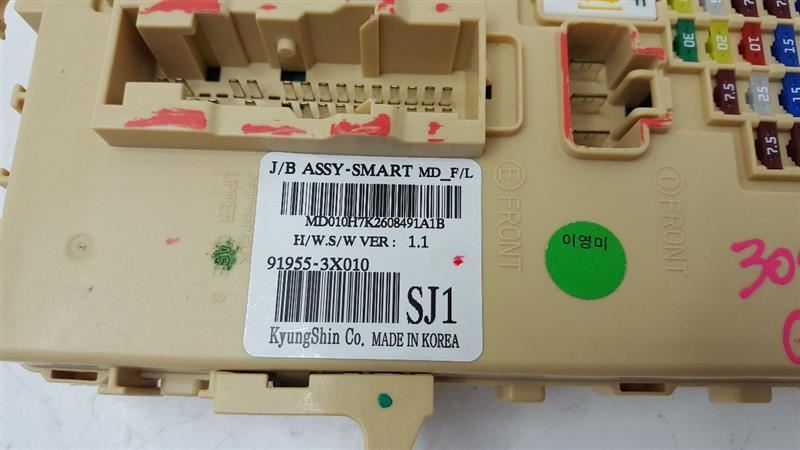 J/B ASSY-SMART MD_F/L
MD010H7K2608491A1B
H/W.S/W VER : 1.1
91955-3X010
SJ1
KyungShin Co. MADE IN KOREA
E FRONT
I FRONT
이영미
30
20
10
15
7.5
25
15
7.5
UPPER